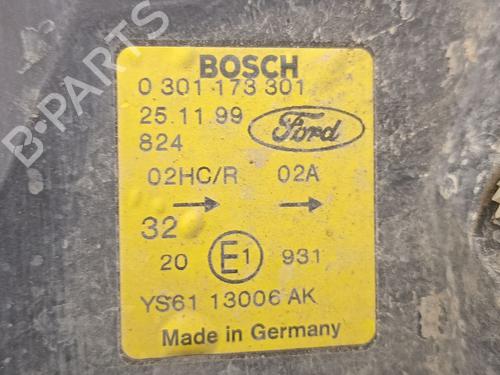 B-PARTS
BOSCH
0 301 173 301
25.11.99
Ford
824
02HC/R 02A
32
20 E1 931
YS61 13006 AK
Made in Germany